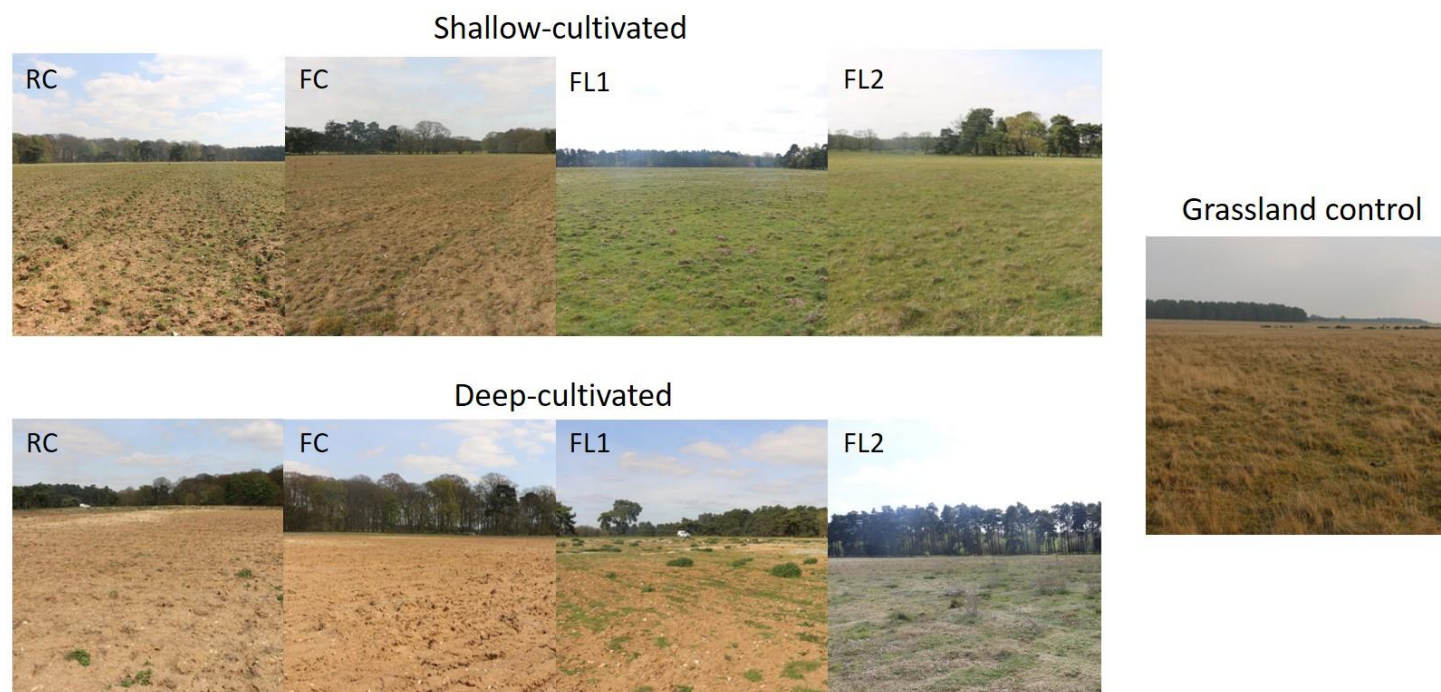 Shallow-cultivated
RC
FC
FL1
FL2
Grassland control
Deep-cultivated
RC
FC
FL1
FL2